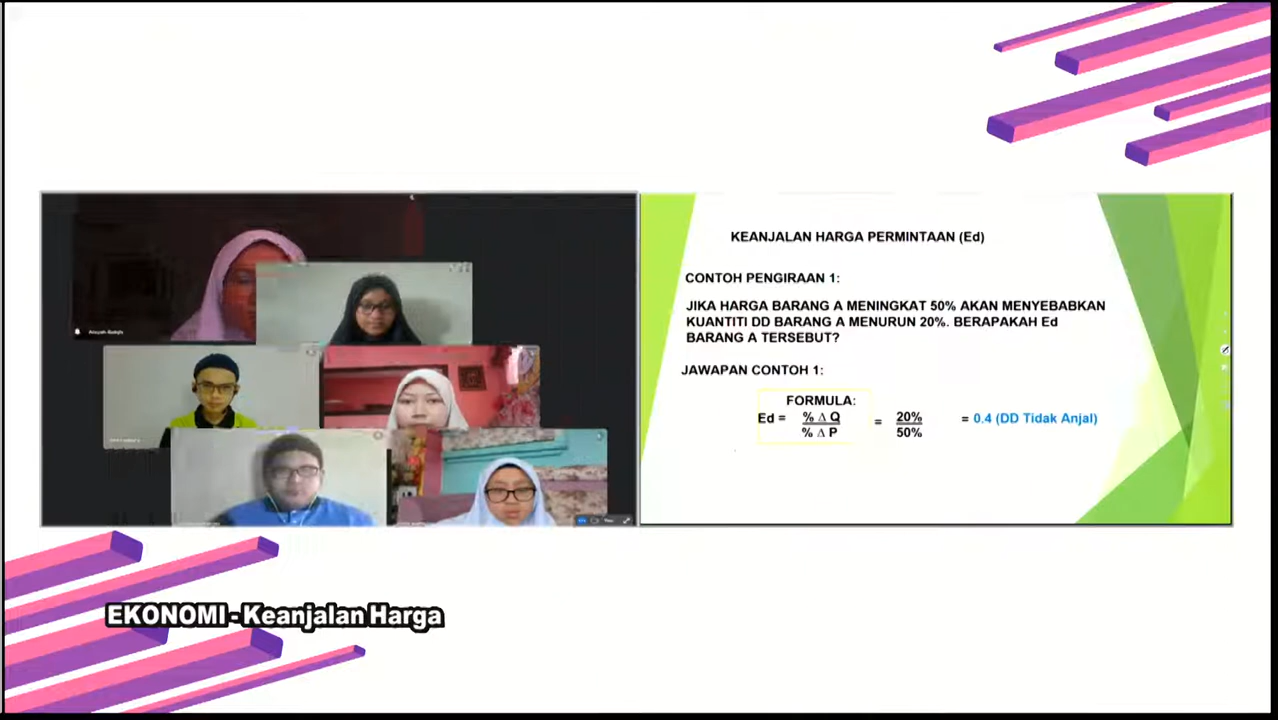 KEANJALAN HARGA PERMINTAAN (Ed)
CONTOH PENGIRAAN 1:
JIKA HARGA BARANG A MENINGKAT 50% AKAN MENYEBABKAN
KUANTITI DD BARANG A MENURUN 20%. BERAPAKAH Ed
BARANG A TERSEBUT?
JAWAPAN CONTOH 1:
FORMULA:
Ed = % Δ Q / % Δ P = 20% / 50% = 0.4 (DD Tidak Anjal)
EKONOMI - Keanjalan Harga